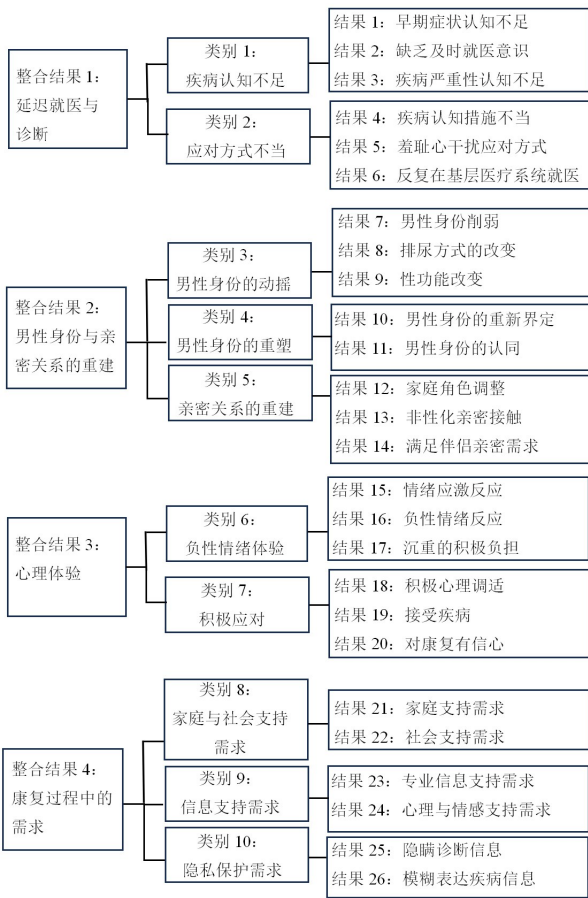 整合结果 1：
延迟就医与
诊断
类别 1：
疾病认知不足
结果 1：早期症状认知不足
结果 2：缺乏及时就医意识
结果 3：疾病严重性认知不足
类别 2：
应对方式不当
结果 4：疾病认知措施不当
结果 5：羞耻心干扰应对方式
结果 6：反复在基层医疗系统就医
整合结果 2：
男性身份与亲
密关系的重建
类别 3：
男性身份的动摇
结果 7：男性身份削弱
结果 8：排尿方式的改变
结果 9：性功能改变
类别 4：
男性身份的重塑
结果 10：男性身份的重新界定
结果 11：男性身份的认同
类别 5：
亲密关系的重建
结果 12：家庭角色调整
结果 13：非性化亲密接触
结果 14：满足伴侣亲密需求
整合结果 3：
心理体验
类别 6：
负性情绪体验
结果 15：情绪应激反应
结果 16：负性情绪反应
结果 17：沉重的积极负担
类别 7：
积极应对
结果 18：积极心理调适
结果 19：接受疾病
结果 20：对康复有信心
整合结果 4：
康复过程中的
需求
类别 8：
家庭与社会支持
需求
结果 21：家庭支持需求
结果 22：社会支持需求
类别 9：
信息支持需求
结果 23：专业信息支持需求
结果 24：心理与情感支持需求
类别 10：
隐私保护需求
结果 25：隐瞒诊断信息
结果 26：模糊表达疾病信息